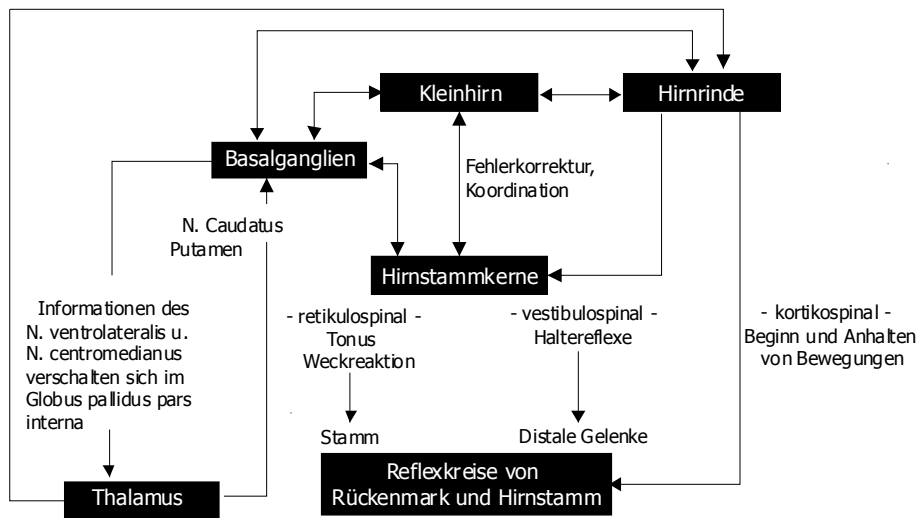 Kleinhirn
Hirnrinde
Basalganglien
Fehlerkorrektur,
Koordination
N. Caudatus
Putamen
Hirnstammkerne
Informationen des
N. ventrolateralis u.
N. centromedianus
verschalten sich im
Globus pallidus pars
interna
- retikulospinal -
Tonus
Weckreaktion
- vestibulospinal -
Haltereflexe
- kortikospinal -
Beginn und Anhalten
von Bewegungen
Stamm
Distale Gelenke
Reflexkreise von
Rückenmark und Hirnstamm
Thalamus